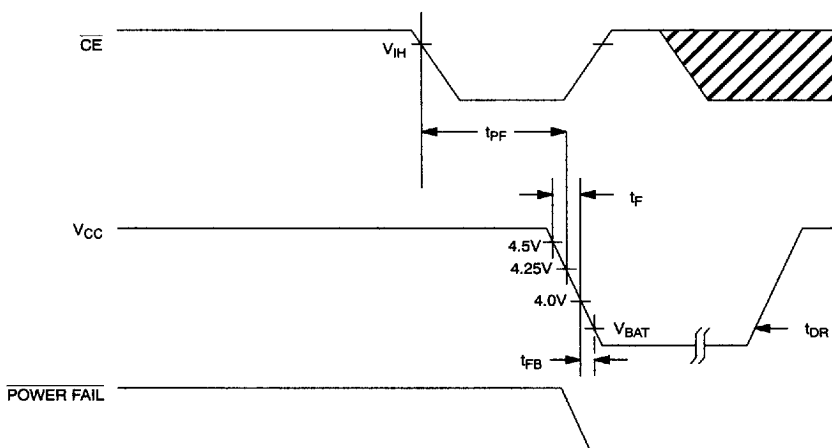 CE
VIH
tPF
tF
VCC
4.5V
4.25V
4.0V
VBAT
tDR
tFB
POWER FAIL